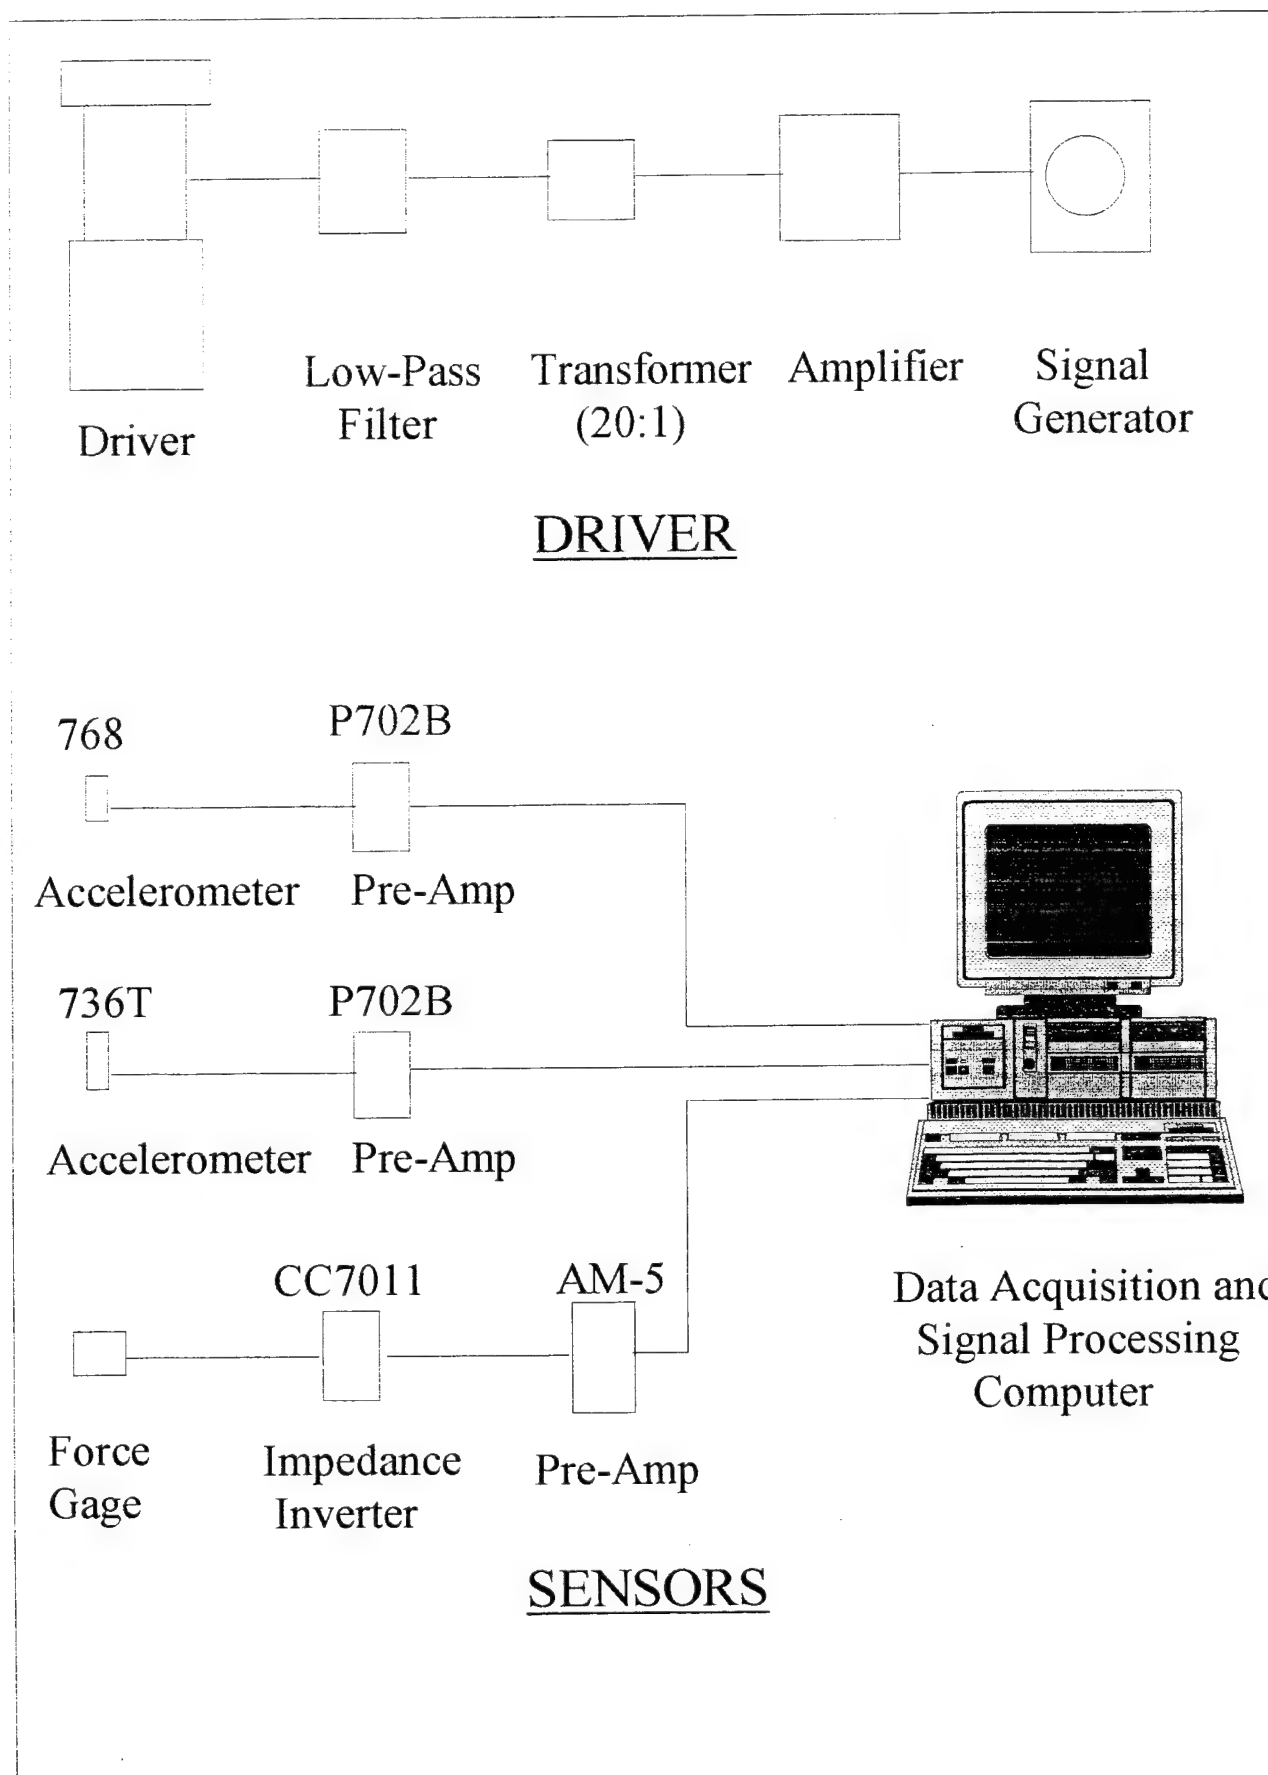 Driver
Low-Pass
Filter
Transformer
(20:1)
Amplifier
Signal
Generator
DRIVER
768
P702B
Accelerometer
Pre-Amp
736T
P702B
Accelerometer
Pre-Amp
CC7011
AM-5
Force
Gage
Impedance
Inverter
Pre-Amp
Data Acquisition and
Signal Processing
Computer
SENSORS